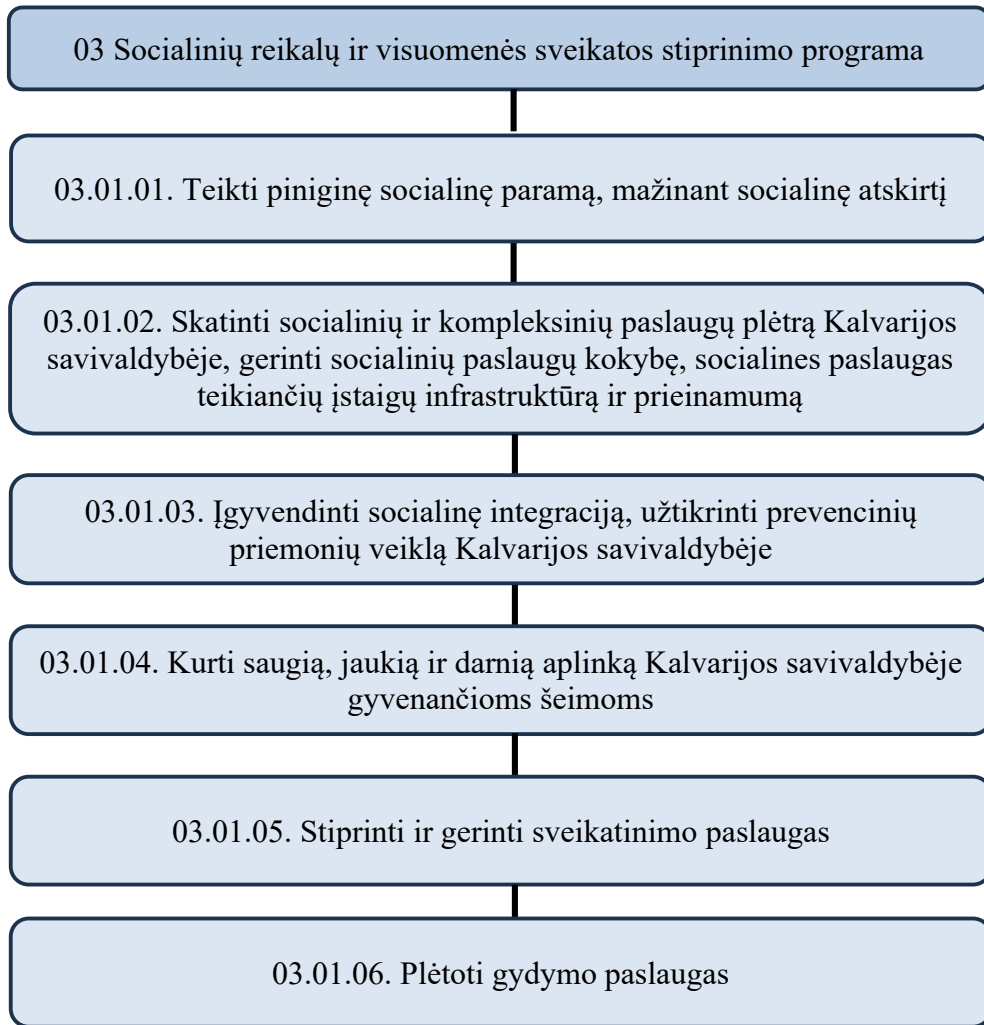 03 Socialinių reikalų ir visuomenės sveikatos stiprinimo programa
03.01.01. Teikti piniginę socialinę paramą, mažinant socialinę atskirtį
03.01.02. Skatinti socialinių ir kompleksinių paslaugų plėtrą Kalvarijos
savivaldybėje, gerinti socialinių paslaugų kokybę, socialines paslaugas
teikiančių įstaigų infrastruktūrą ir prieinamumą
03.01.03. Įgyvendinti socialinę integraciją, užtikrinti prevencinių
priemonių veiklą Kalvarijos savivaldybėje
03.01.04. Kurti saugią, jaukią ir darnią aplinką Kalvarijos savivaldybėje
gyvenančioms šeimoms
03.01.05. Stiprinti ir gerinti sveikatinimo paslaugas
03.01.06. Plėtoti gydymo paslaugas